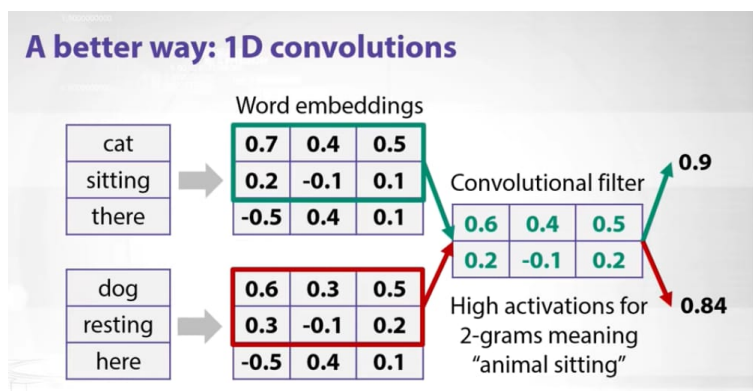 A better way: 1D convolutions
Word embeddings
cat
sitting
there
0.7 0.4 0.5
0.2 -0.1 0.1
-0.5 0.4 0.1
dog
resting
here
0.6 0.3 0.5
0.3 -0.1 0.2
-0.5 0.4 0.1
Convolutional filter
0.6 0.4 0.5
0.2 -0.1 0.2
High activations for
2-grams meaning
“animal sitting”
0.9
0.84